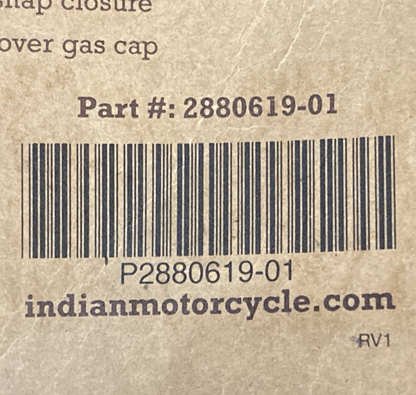 snap closure
over gas cap
Part #: 2880619-01
P2880619-01
indianmotorcycle.com
RV1